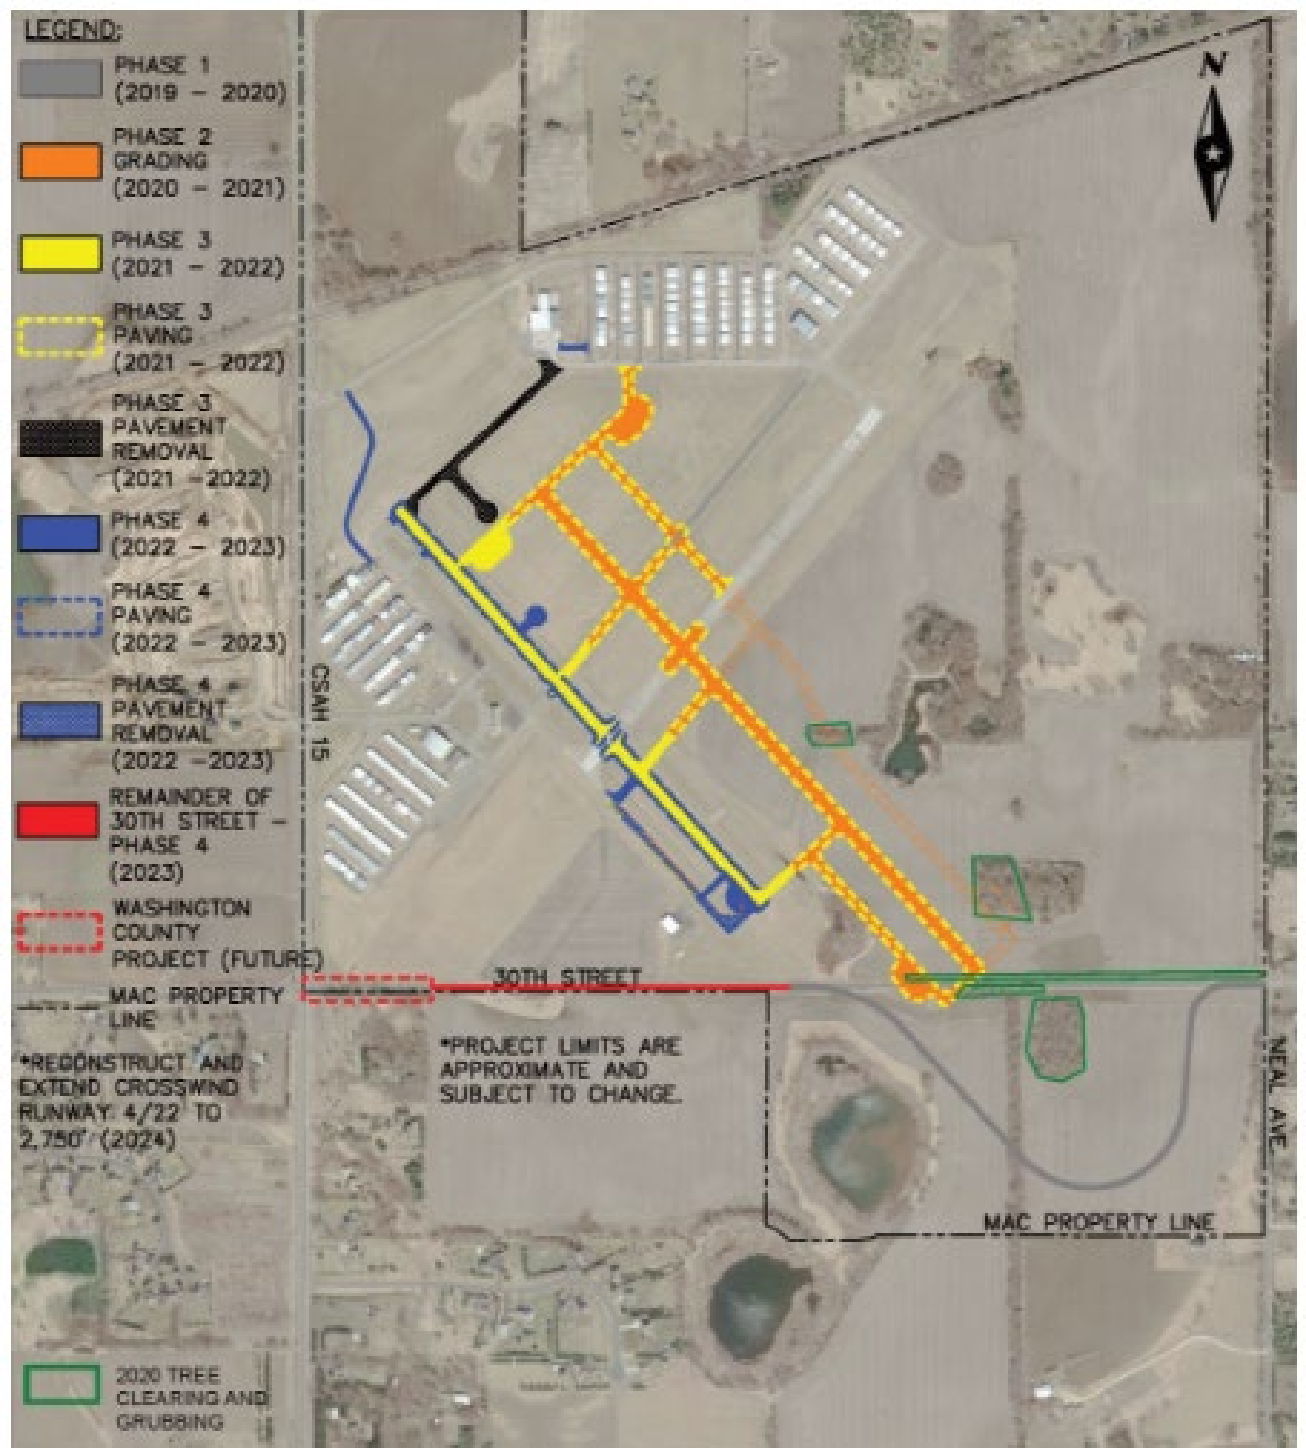 LEGEND:
PHASE 1
(2019 - 2020)
PHASE 2
GRADING
(2020 - 2021)
PHASE 3
(2021 - 2022)
PHASE 3
PAVING
(2021 - 2022)
PHASE 3
PAVEMENT
REMOVAL
(2021 -2022)
PHASE 4
(2022 - 2023)
PHASE 4
PAVING
(2022 - 2023)
PHASE 4
PAVEMENT
REMOVAL
(2022 -2023)
REMAINDER OF
30TH STREET -
PHASE 4
(2023)
WASHINGTON
COUNTY
PROJECT (FUTURE)
MAC PROPERTY
LINE
*RECONSTRUCT AND
EXTEND CROSSWIND
RUNWAY 4/22 TO
2,750' (2024)
2020 TREE
CLEARING AND
GRUBBING
N
CSAH 15
30TH STREET
*PROJECT LIMITS ARE
APPROXIMATE AND
SUBJECT TO CHANGE.
NEAL AVE
MAC PROPERTY LINE